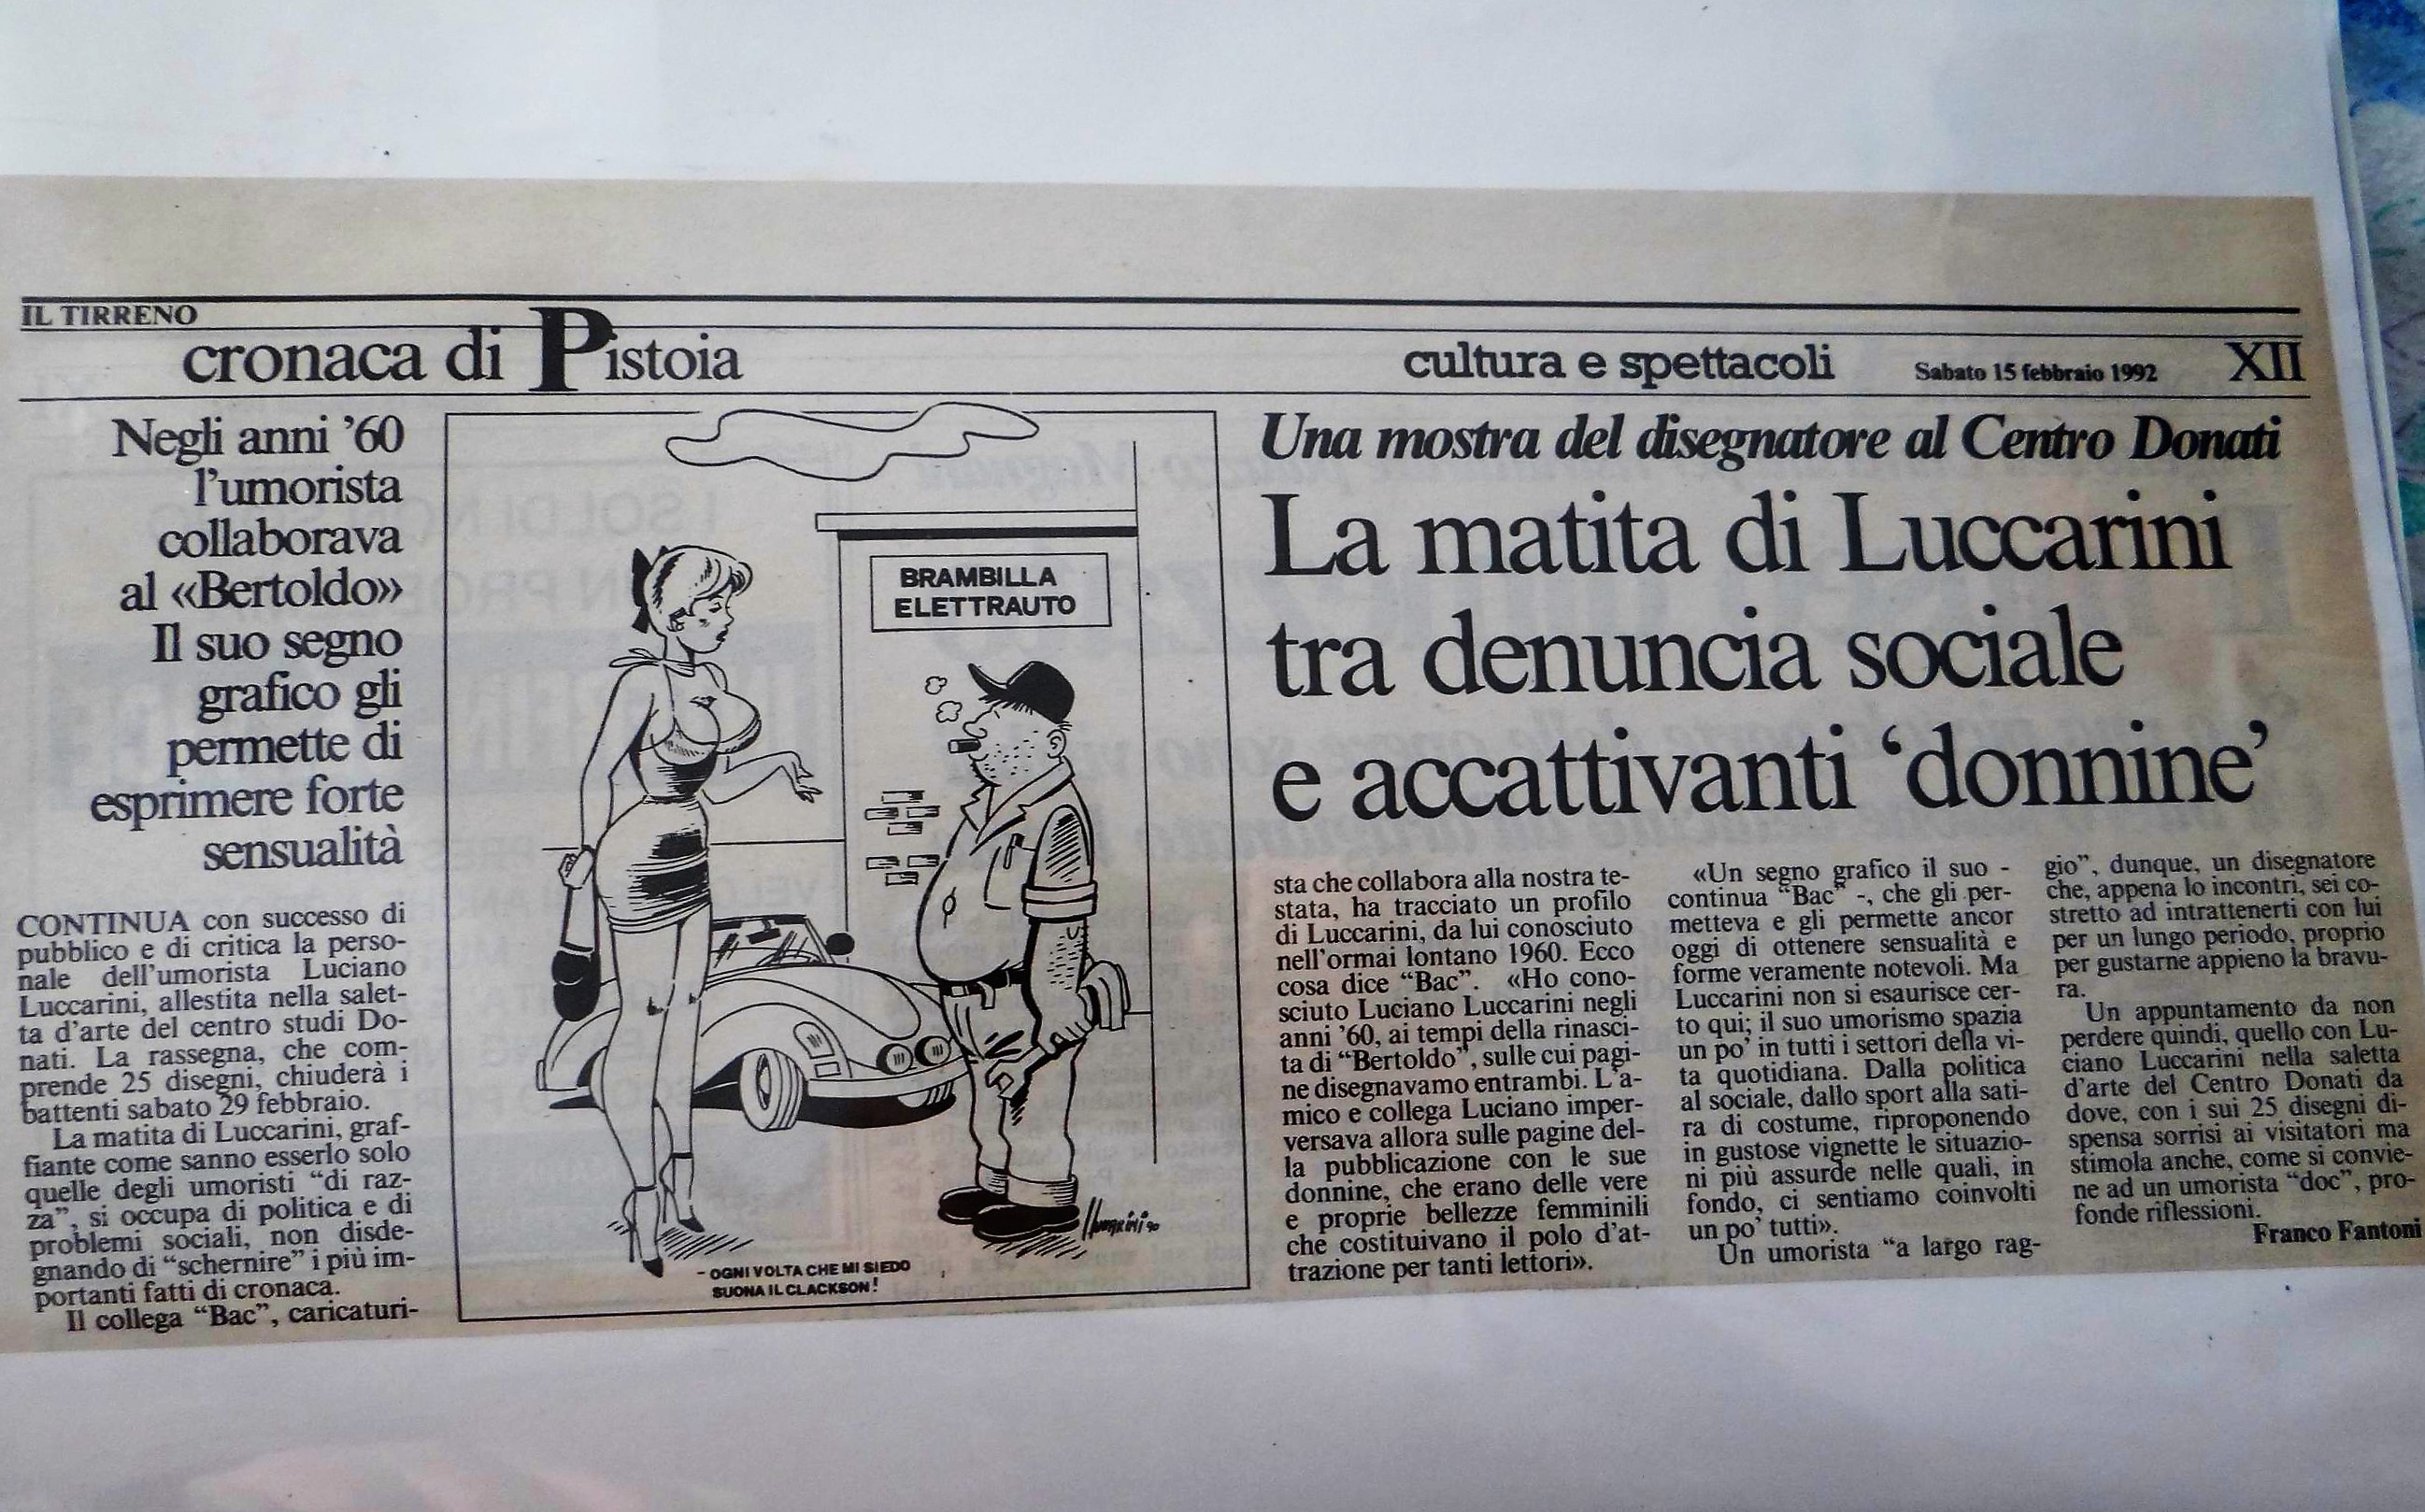 IL TIRRENO
cronaca di Pistoia
cultura e spettacoli
Sabato 15 febbraio 1992
XII
Negli anni '60
l'umorista
collaborava
al «Bertoldo»
Il suo segno
grafico gli
permette di
esprimere forte
sensualità
Una mostra del disegnatore al Centro Donati
La matita di Luccarini
tra denuncia sociale
e accattivanti 'donnine'
BRAMBILLA
ELETTRAUTO
- OGNI VOLTA CHE MI SIEDO
SUONA IL CLACKSON!
CONTINUA con successo di
pubblico e di critica la perso-
nale dell'umorista Luciano
Luccarini, allestita nella salet-
ta d'arte del centro studi Do-
nati. La rassegna, che com-
prende 25 disegni, chiuderà i
battenti sabato 29 febbraio.
La matita di Luccarini, graf-
fiante come sanno esserlo solo
quelle degli umoristi "di raz-
za", si occupa di politica e di
problemi sociali, non disde-
gnando di "schernire" i più im-
portanti fatti di cronaca.
Il collega "Bac", caricaturi-
sta che collabora alla nostra te-
stata, ha tracciato un profilo
di Luccarini, da lui conosciuto
nell'ormai lontano 1960. Ecco
cosa dice "Bac". «Ho cono-
sciuto Luciano Luccarini negli
anni '60, ai tempi della rinasci-
ta di "Bertoldo", sulle cui pagi-
ne disegnavamo entrambi. L'a-
mico e collega Luciano imper-
versava allora sulle pagine del-
la pubblicazione con le sue
donnine, che erano delle vere
e proprie bellezze femminili
che costituivano il polo d'at-
trazione per tanti lettori».
«Un segno grafico il suo -
continua "Bac" -, che gli per-
metteva e gli permette ancor
oggi di ottenere sensualità e
forme veramente notevoli. Ma
Luccarini non si esaurisce cer-
to qui; il suo umorismo spazia
un po' in tutti i settori della vi-
ta quotidiana. Dalla politica
al sociale, dallo sport alla sati-
ra di costume, riproponendo
in gustose vignette le situazio-
ni più assurde nelle quali, in
fondo, ci sentiamo coinvolti
un po' tutti».
Un umorista "a largo rag-
gio", dunque, un disegnatore
che, appena lo incontri, sei co-
stretto ad intrattenerti con lui
per un lungo periodo, proprio
per gustarne appieno la bravu-
ra.
Un appuntamento da non
perdere quindi, quello con Lu-
ciano Luccarini nella saletta
d'arte del Centro Donati da
dove, con i sui 25 disegni di-
spensa sorrisi ai visitatori ma
stimola anche, come si convie-
ne ad un umorista "doc", pro-
fonde riflessioni.
Franco Fantoni